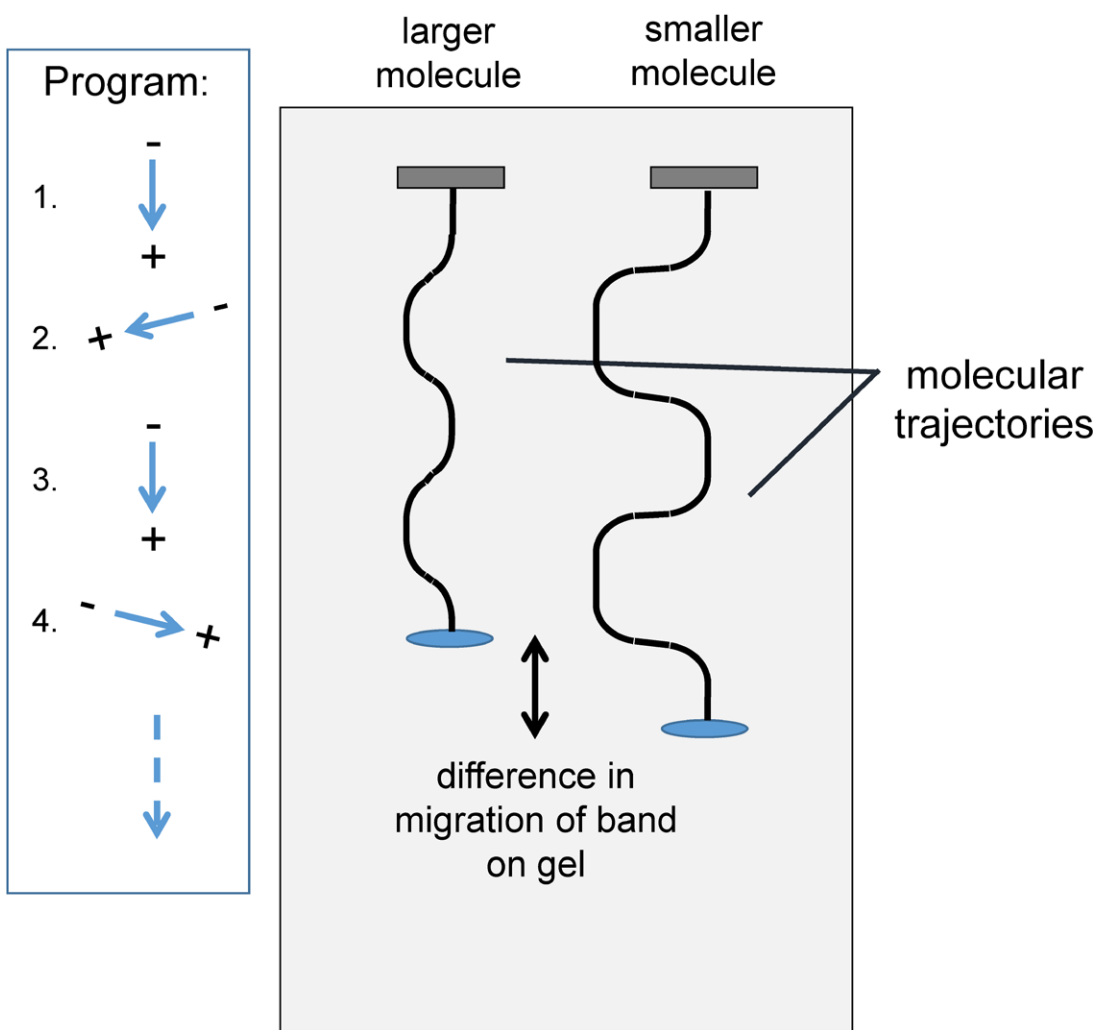 larger
molecule
smaller
molecule
Program:
-
1.
+
-
2.
+
-
3.
+
-
4.
+
molecular
trajectories
difference in
migration of band
on gel